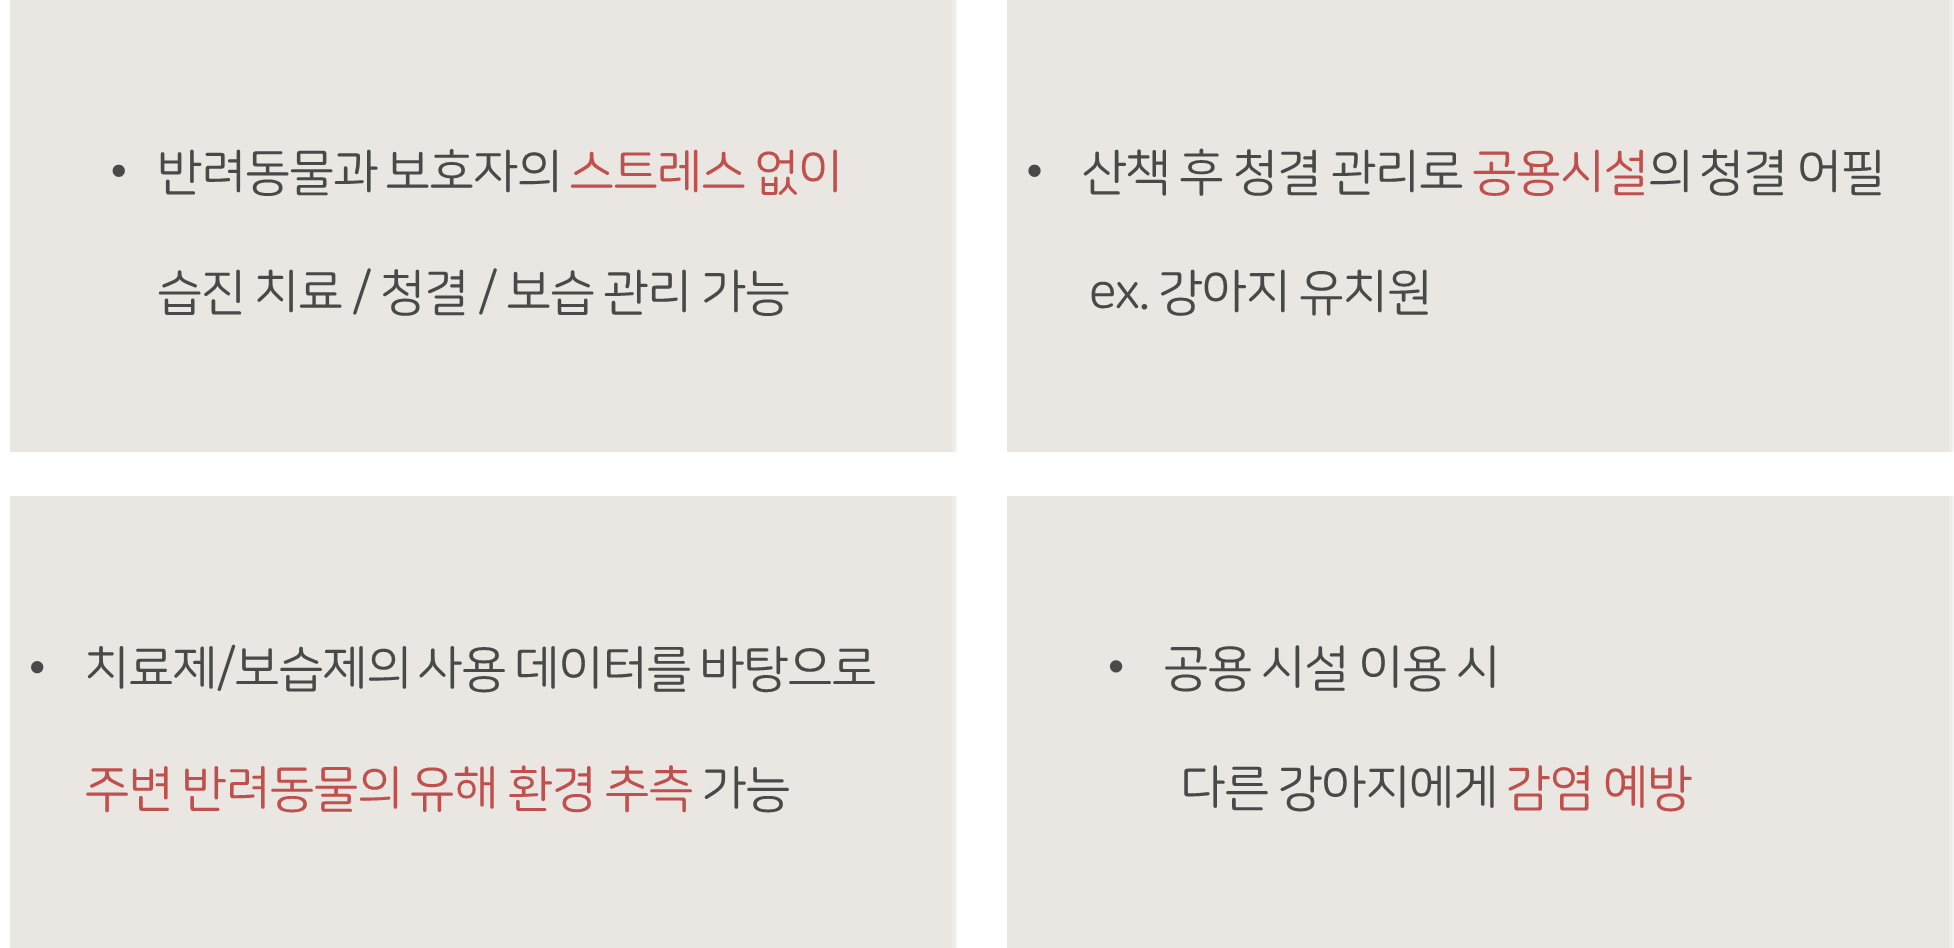 • 반려동물과 보호자의 스트레스 없이
습진 치료 / 청결 / 보습 관리 가능
• 산책 후 청결 관리로 공용시설의 청결 어필
ex. 강아지 유치원
• 치료제/보습제의 사용 데이터를 바탕으로
주변 반려동물의 유해 환경 추측 가능
• 공용 시설 이용 시
다른 강아지에게 감염 예방